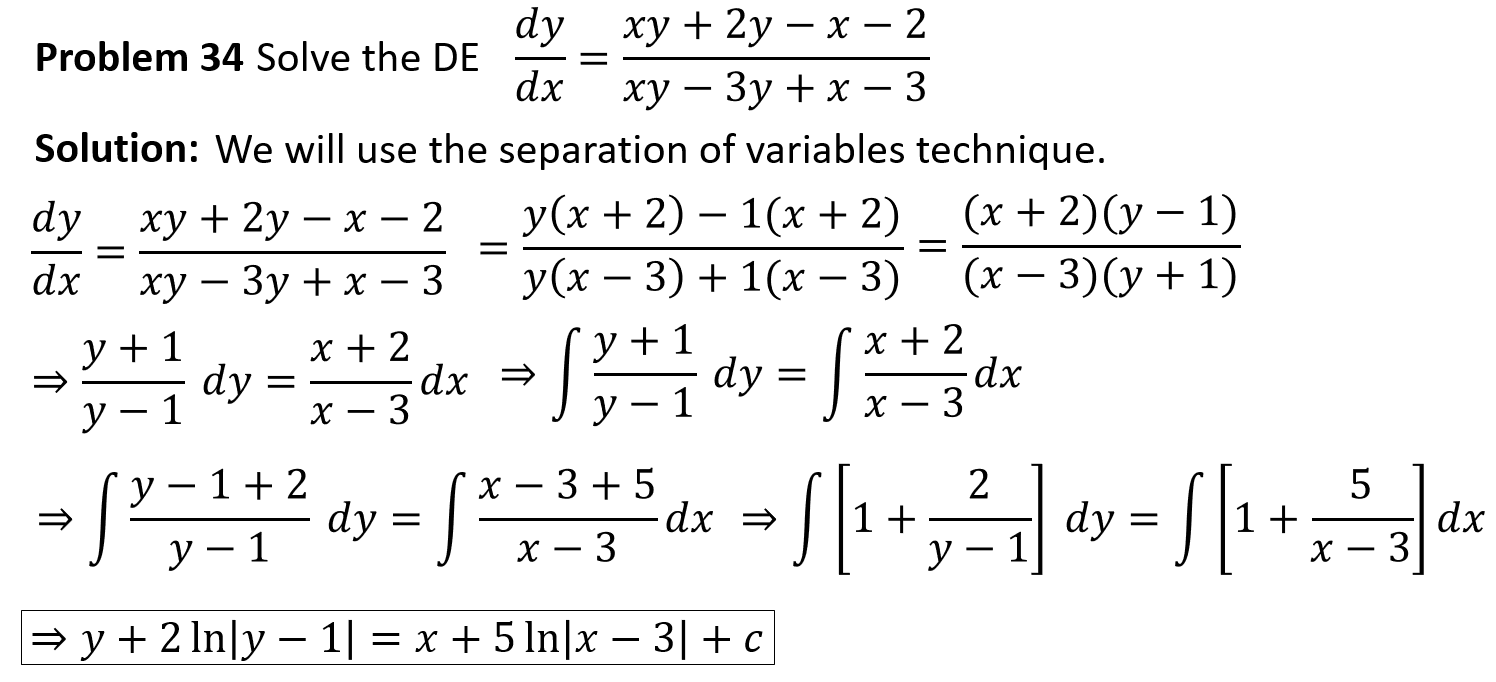 Problem 34 Solve the DE dy/dx = (xy + 2y − x − 2)/(xy − 3y + x − 3)
Solution: We will use the separation of variables technique.
dy/dx = (xy + 2y − x − 2)/(xy − 3y + x − 3) = (y(x + 2) − 1(x + 2))/(y(x − 3) + 1(x − 3)) = ((x + 2)(y − 1))/((x − 3)(y + 1))
⇒ (y + 1)/(y − 1) dy = (x + 2)/(x − 3) dx ⇒ ∫ (y + 1)/(y − 1) dy = ∫ (x + 2)/(x − 3) dx
⇒ ∫ (y − 1 + 2)/(y − 1) dy = ∫ (x − 3 + 5)/(x − 3) dx ⇒ ∫ [1 + 2/(y − 1)] dy = ∫ [1 + 5/(x − 3)] dx
⇒ y + 2 ln|y − 1| = x + 5 ln|x − 3| + c